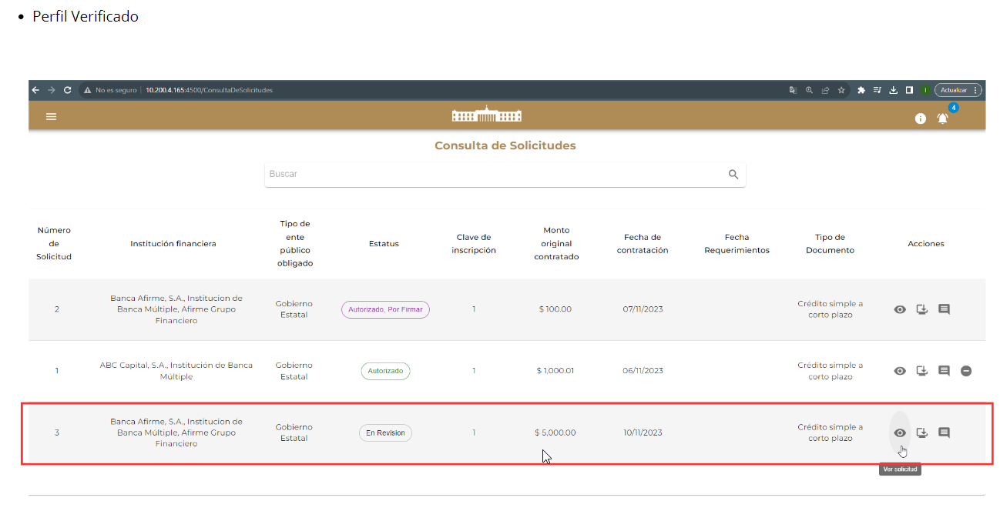 • Perfil Verificado
No es seguro | 10.200.4.165:4500/ConsultaDeSolicitudes
Actualizar
4
Consulta de Solicitudes
Buscar
Número
de
Solicitud
Institución financiera
Tipo de
ente
público
obligado
Estatus
Clave de
inscripción
Monto
original
contratado
Fecha de
contratación
Fecha
Requerimientos
Tipo de
Documento
Acciones
2
Banca Afirme, S.A., Institucion de
Banca Múltiple, Afirme Grupo
Financiero
Gobierno
Estatal
Autorizado, Por Firmar
1
$ 100.00
07/11/2023
Crédito simple a
corto plazo
1
ABC Capital, S.A., Institución de Banca
Múltiple
Gobierno
Estatal
Autorizado
1
$ 1,000.01
06/11/2023
Crédito simple a
corto plazo
3
Banca Afirme, S.A., Institucion de
Banca Múltiple, Afirme Grupo
Financiero
Gobierno
Estatal
En Revision
1
$ 5,000.00
10/11/2023
Crédito simple a
corto plazo
Ver solicitud